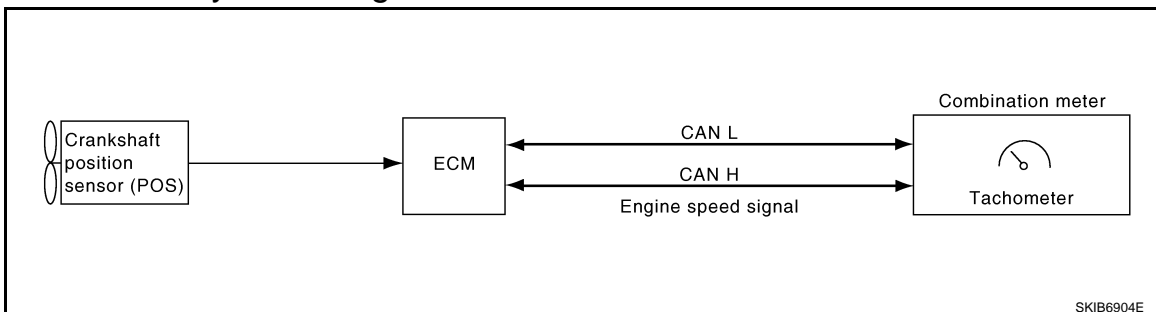 Crankshaft
position
sensor (POS)
ECM
CAN L
CAN H
Engine speed signal
Combination meter
Tachometer
SKIB6904E